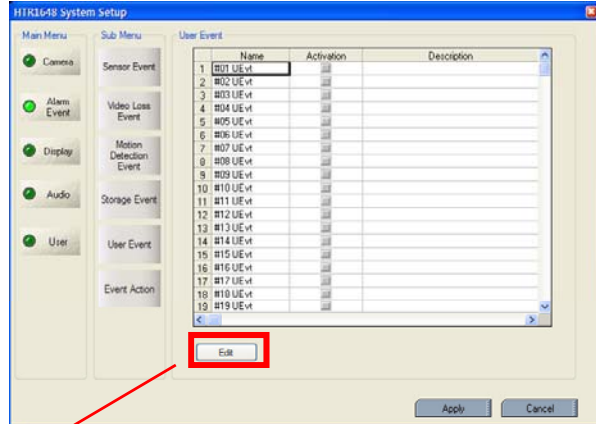 HTR1648 System Setup
Main Menu
Sub Menu
User Event
Camera
Alarm
Event
Display
Audio
User
Sensor Event
Video Loss
Event
Motion
Detection
Event
Storage Event
User Event
Event Action
Name Activation Description
1 #01 UEvt
2 #02 UEvt
3 #03 UEvt
4 #04 UEvt
5 #05 UEvt
6 #06 UEvt
7 #07 UEvt
8 #08 UEvt
9 #09 UEvt
10 #10 UEvt
11 #11 UEvt
12 #12 UEvt
13 #13 UEvt
14 #14 UEvt
15 #15 UEvt
16 #16 UEvt
17 #17 UEvt
18 #18 UEvt
19 #19 UEvt
Edit
Apply Cancel